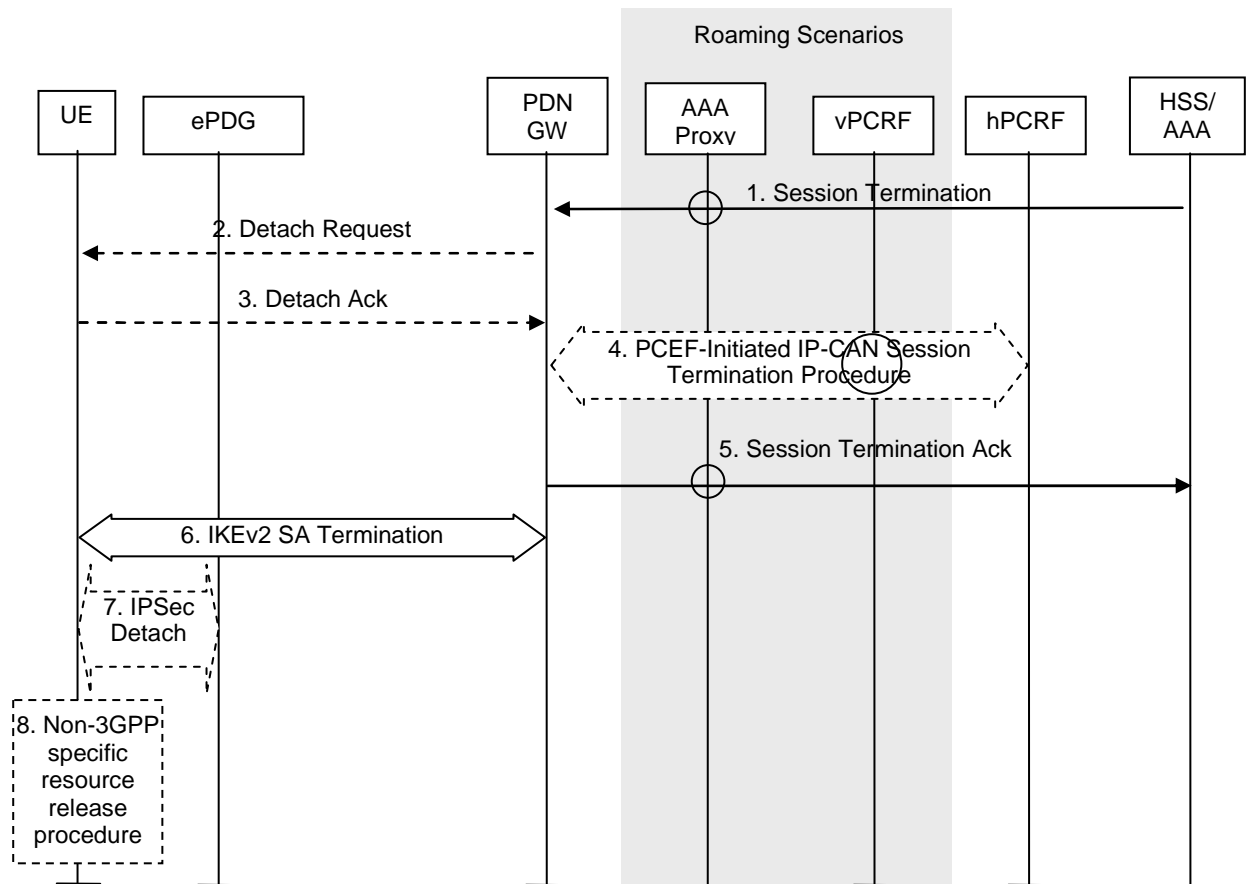 Roaming Scenarios
UE
ePDG
PDN
GW
AAA
Proxy
vPCRF
hPCRF
HSS/
AAA
1. Session Termination
2. Detach Request
3. Detach Ack
4. PCEF-Initiated IP-CAN Session
Termination Procedure
5. Session Termination Ack
6. IKEv2 SA Termination
7. IPSec
Detach
8. Non-3GPP
specific
resource
release
procedure